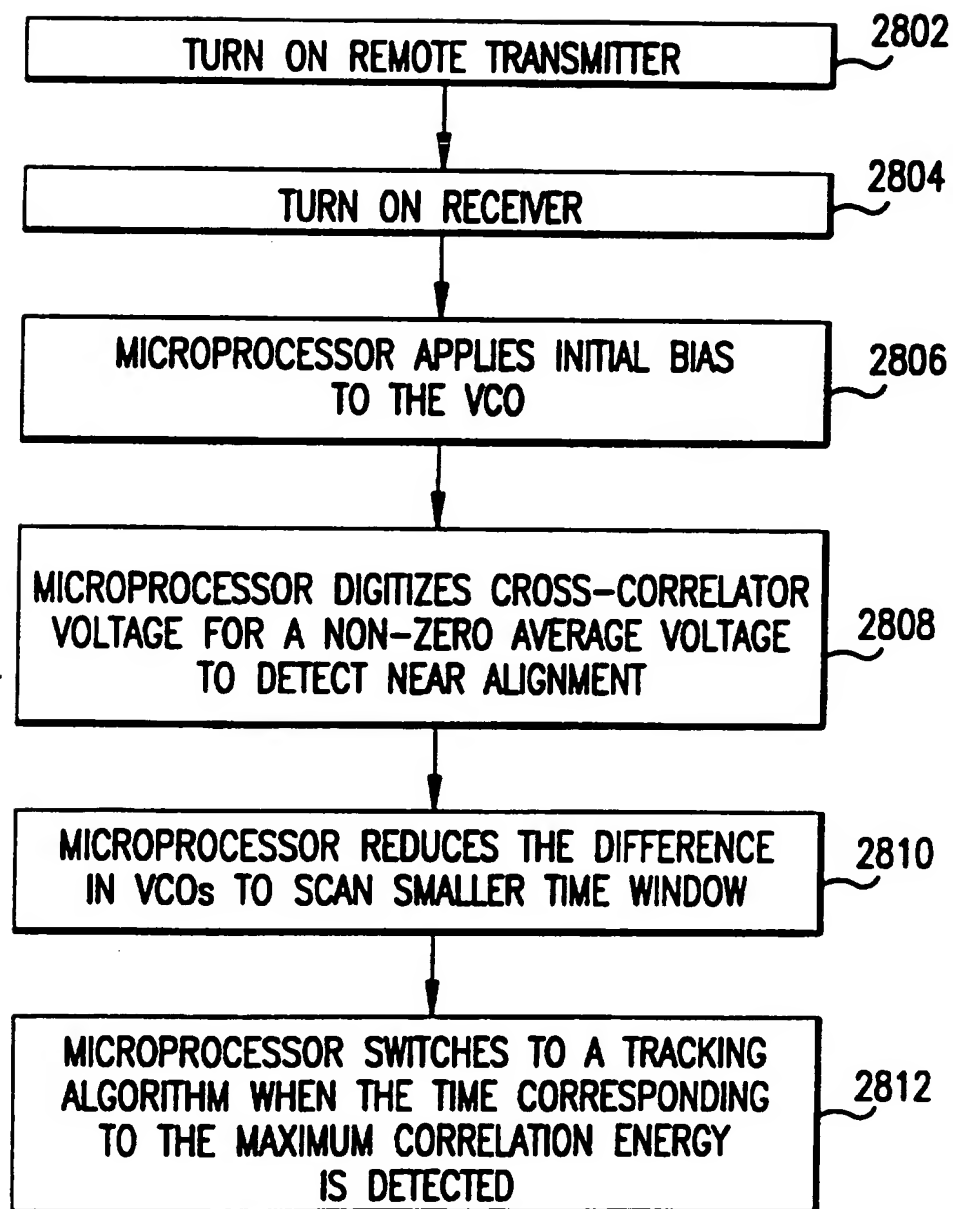 2802
TURN ON REMOTE TRANSMITTER
2804
TURN ON RECEIVER
2806
MICROPROCESSOR APPLIES INITIAL BIAS
TO THE VCO
2808
MICROPROCESSOR DIGITIZES CROSS-CORRELATOR
VOLTAGE FOR A NON-ZERO AVERAGE VOLTAGE
TO DETECT NEAR ALIGNMENT
2810
MICROPROCESSOR REDUCES THE DIFFERENCE
IN VCOs TO SCAN SMALLER TIME WINDOW
2812
MICROPROCESSOR SWITCHES TO A TRACKING
ALGORITHM WHEN THE TIME CORRESPONDING
TO THE MAXIMUM CORRELATION ENERGY
IS DETECTED